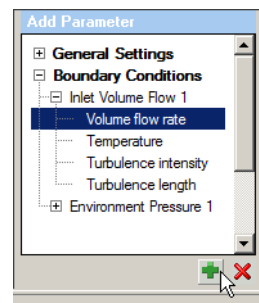 Add Parameter
General Settings
Boundary Conditions
Inlet Volume Flow 1
Volume flow rate
Temperature
Turbulence intensity
Turbulence length
Environment Pressure 1